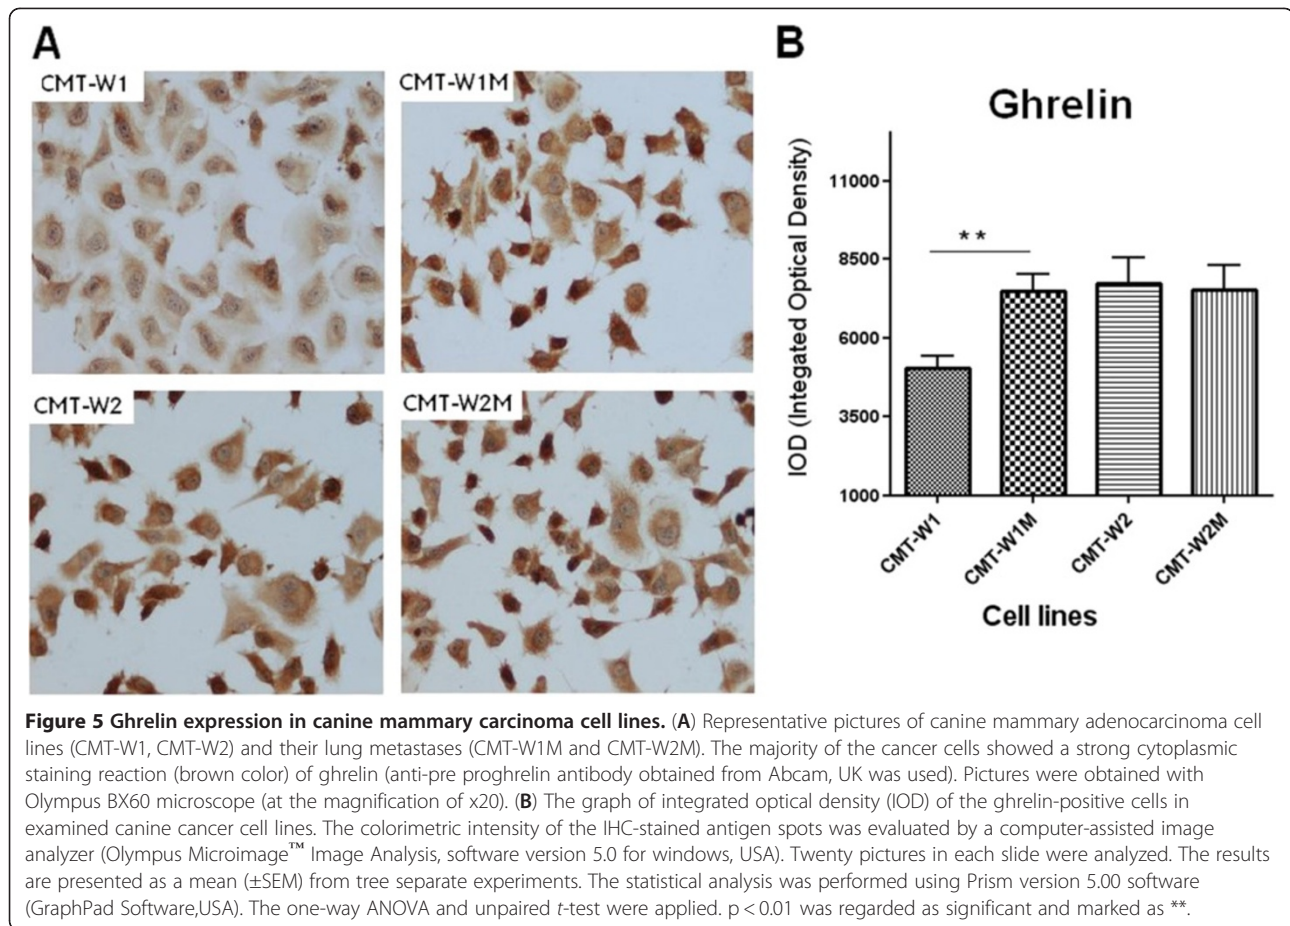 A
B
CMT-W1
CMT-W1M
CMT-W2
CMT-W2M
Ghrelin
IOD (Integated Optical Density)
11000
8500
6000
3500
1000
**
CMT-W1
CMT-W1M
CMT-W2
CMT-W2M
Cell lines
Figure 5 Ghrelin expression in canine mammary carcinoma cell lines. (A) Representative pictures of canine mammary adenocarcinoma cell
lines (CMT-W1, CMT-W2) and their lung metastases (CMT-W1M and CMT-W2M). The majority of the cancer cells showed a strong cytoplasmic
staining reaction (brown color) of ghrelin (anti-pre proghrelin antibody obtained from Abcam, UK was used). Pictures were obtained with
Olympus BX60 microscope (at the magnification of x20). (B) The graph of integrated optical density (IOD) of the ghrelin-positive cells in
examined canine cancer cell lines. The colorimetric intensity of the IHC-stained antigen spots was evaluated by a computer-assisted image
analyzer (Olympus Microimage™ Image Analysis, software version 5.0 for windows, USA). Twenty pictures in each slide were analyzed. The results
are presented as a mean (±SEM) from tree separate experiments. The statistical analysis was performed using Prism version 5.00 software
(GraphPad Software,USA). The one-way ANOVA and unpaired t-test were applied. p < 0.01 was regarded as significant and marked as **.